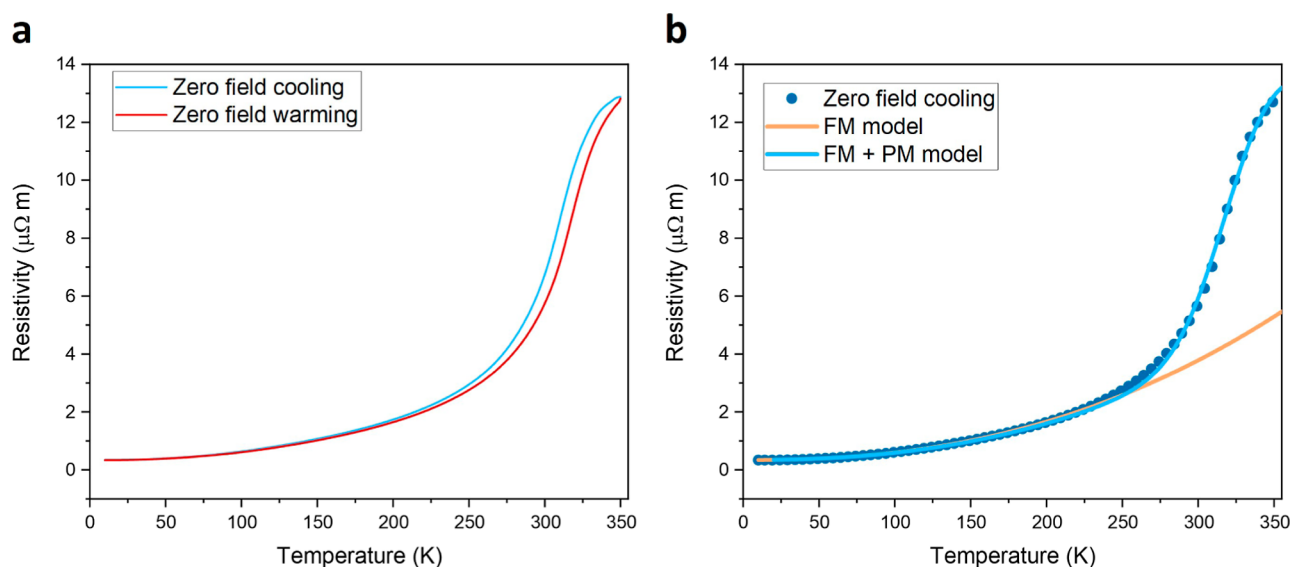 a
14
12
10
8
6
4
2
0
Resistivity (μΩ m)
Zero field cooling
Zero field warming
0 50 100 150 200 250 300 350
Temperature (K)
b
14
12
10
8
6
4
2
0
Resistivity (μΩ m)
Zero field cooling
FM model
FM + PM model
0 50 100 150 200 250 300 350
Temperature (K)